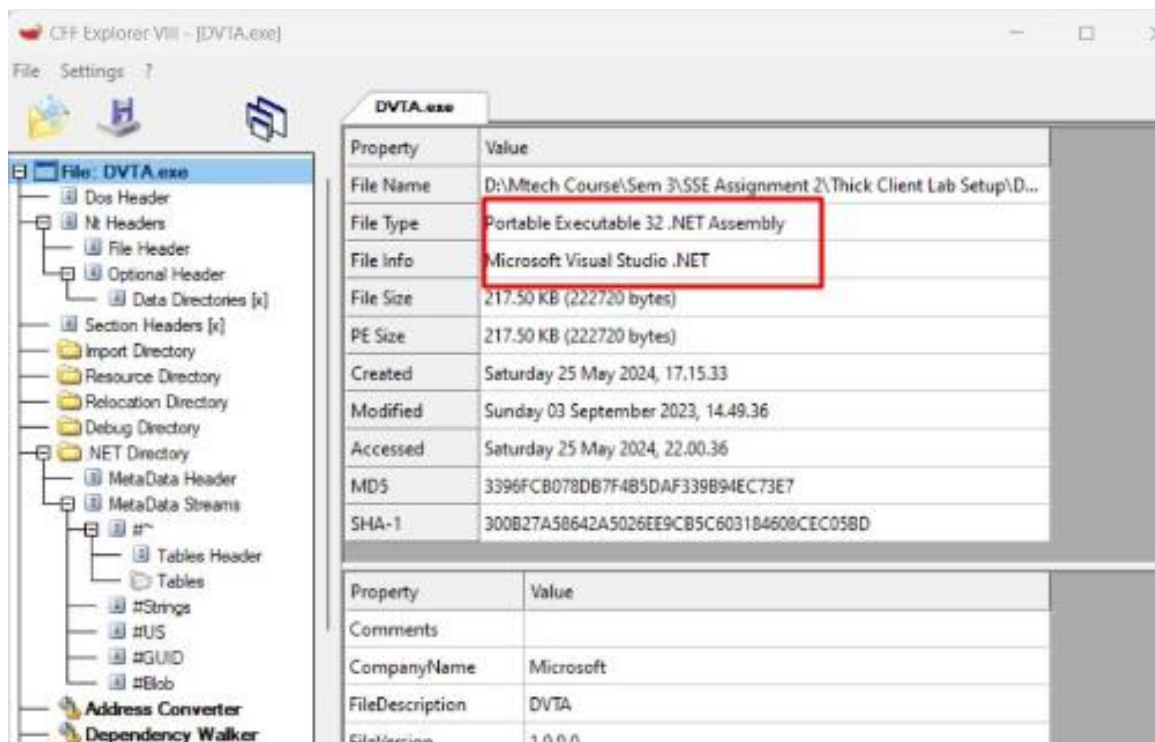 CFF Explorer VIII - [DVTA.exe]
File Settings ?
DVTA.exe
File: DVTA.exe
Dos Header
Nt Headers
File Header
Optional Header
Data Directories [x]
Section Headers [x]
Import Directory
Resource Directory
Relocation Directory
Debug Directory
.NET Directory
MetaData Header
MetaData Streams
#~
Tables Header
Tables
#Strings
#US
#GUID
#Blob
Address Converter
Dependency Walker
Property Value
File Name D:\Mtech Course\Sem 3\SSE Assignment 2\Thick Client Lab Setup\D...
File Type Portable Executable 32 .NET Assembly
File Info Microsoft Visual Studio .NET
File Size 217.50 KB (222720 bytes)
PE Size 217.50 KB (222720 bytes)
Created Saturday 25 May 2024, 17.15.33
Modified Sunday 03 September 2023, 14.49.36
Accessed Saturday 25 May 2024, 22.00.36
MD5 3396FCB078DB7F4B5DAF339B94EC73E7
SHA-1 300B27A58642A5026EE9CB5C603184608CEC05BD
Property Value
Comments
CompanyName Microsoft
FileDescription DVTA
FileVersion 1.0.0.0